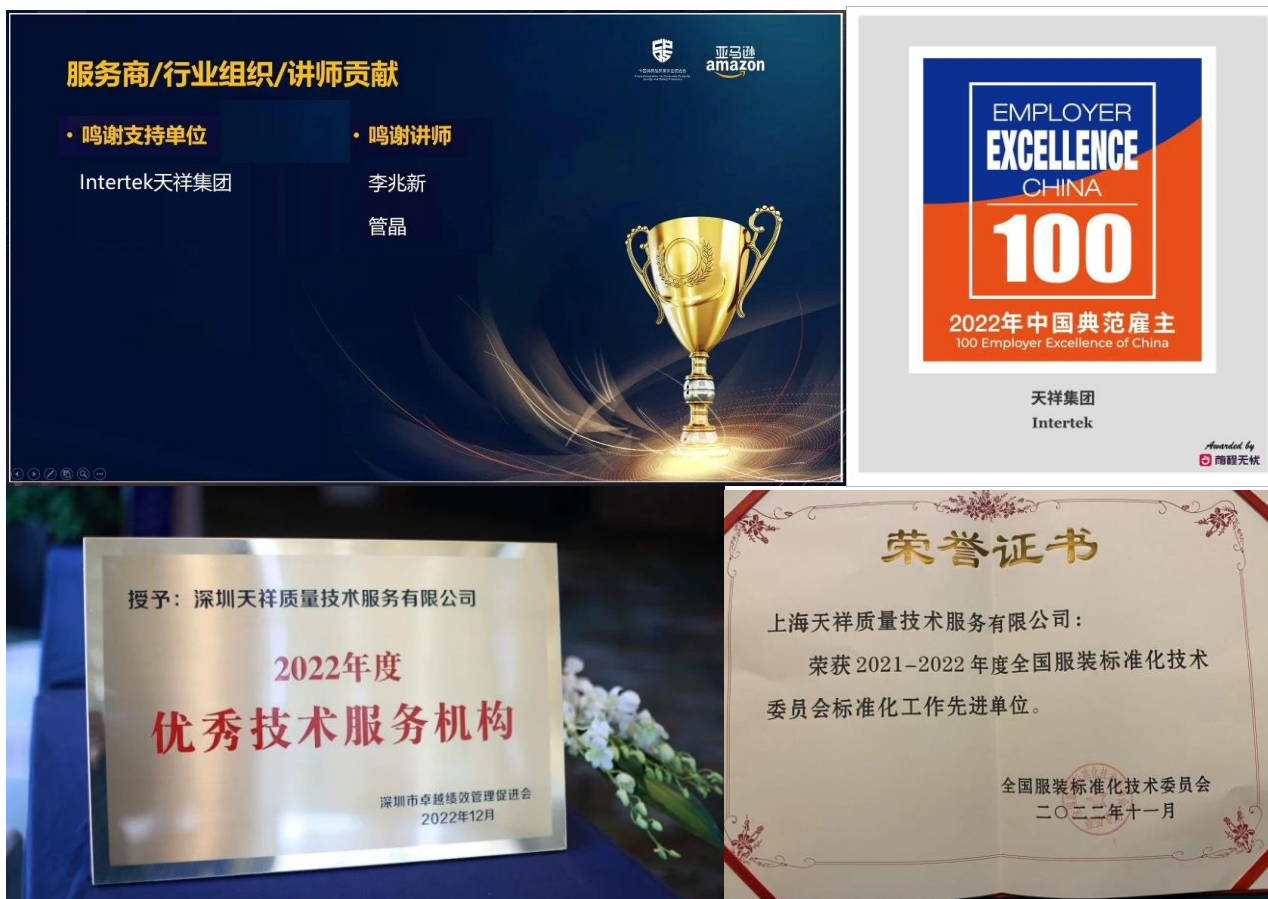 服务商/行业组织/讲师贡献
亚马逊
amazon
• 鸣谢支持单位
• 鸣谢讲师
Intertek天祥集团
李兆新
管晶
EMPLOYER
EXCELLENCE
CHINA
100
2022年中国典范雇主
100 Employer Excellence of China
天祥集团
Intertek
Awarded by
前程无忧
授予：深圳天祥质量技术服务有限公司
2022年度
优秀技术服务机构
深圳市卓越绩效管理促进会
2022年12月
荣誉证书
上海天祥质量技术服务有限公司：
荣获2021-2022年度全国服装标准化技术
委员会标准化工作先进单位。
全国服装标准化技术委员会
二〇二二年十一月